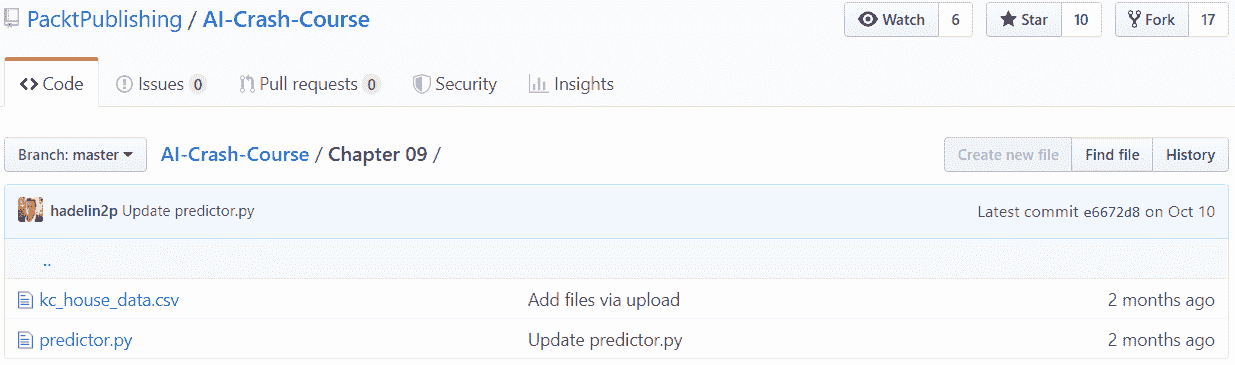 PacktPublishing / AI-Crash-Course Watch 6 Star 10 Fork 17
Code Issues 0 Pull requests 0 Security Insights
Branch: master AI-Crash-Course / Chapter 09 / Create new file Find file History
hadelin2p Update predictor.py Latest commit e6672d8 on Oct 10
..
kc_house_data.csv Add files via upload 2 months ago
predictor.py Update predictor.py 2 months ago